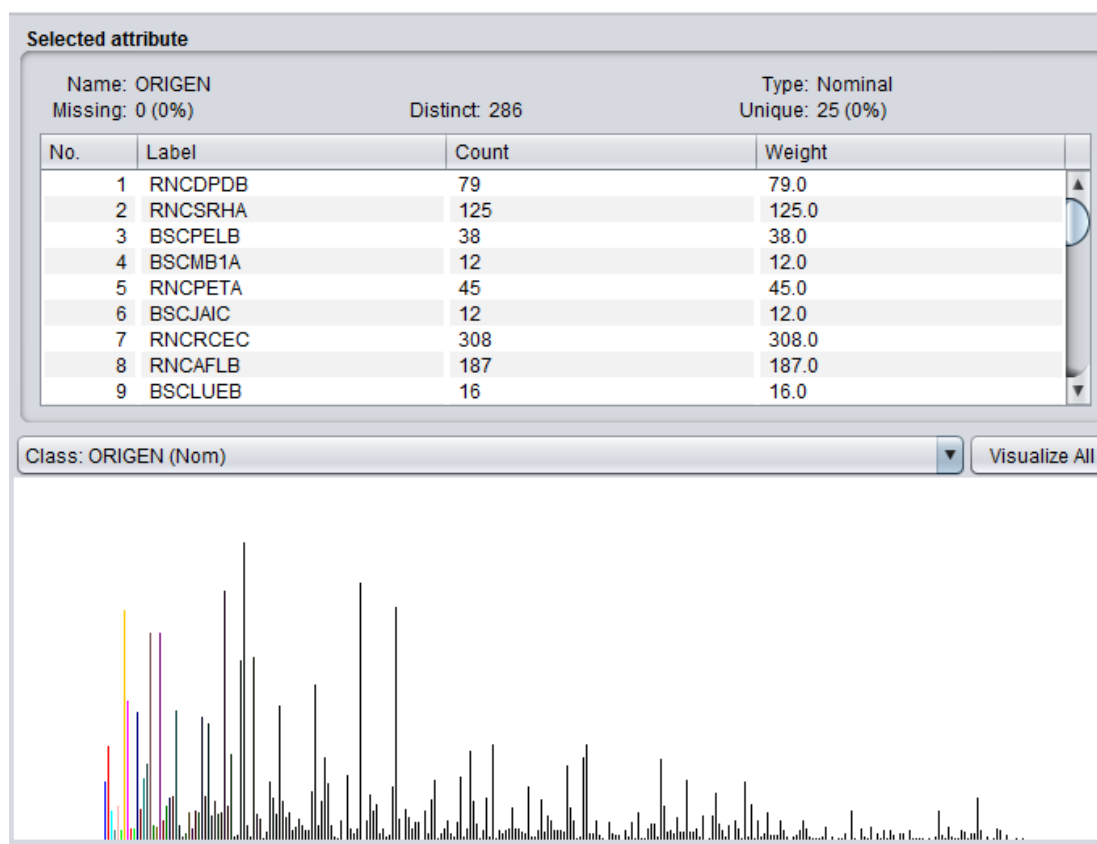 Selected attribute
Name: ORIGEN Type: Nominal
Missing: 0 (0%) Distinct: 286 Unique: 25 (0%)
No. Label Count Weight
1 RNCDPDB 79 79.0
2 RNCSRHA 125 125.0
3 BSCPELB 38 38.0
4 BSCMB1A 12 12.0
5 RNCPETA 45 45.0
6 BSCJAIC 12 12.0
7 RNCRCEC 308 308.0
8 RNCAFLB 187 187.0
9 BSCLUEB 16 16.0
Class: ORIGEN (Nom) Visualize All